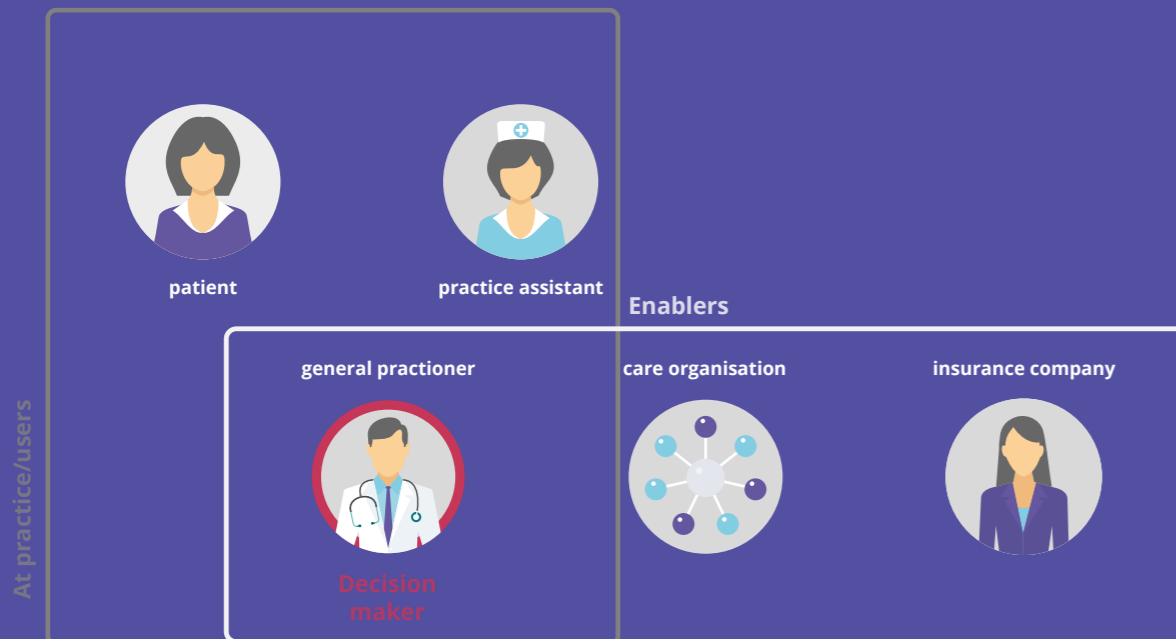 patient
practice assistant
Enablers
general practioner
care organisation
insurance company
At practice/users
Decision
maker